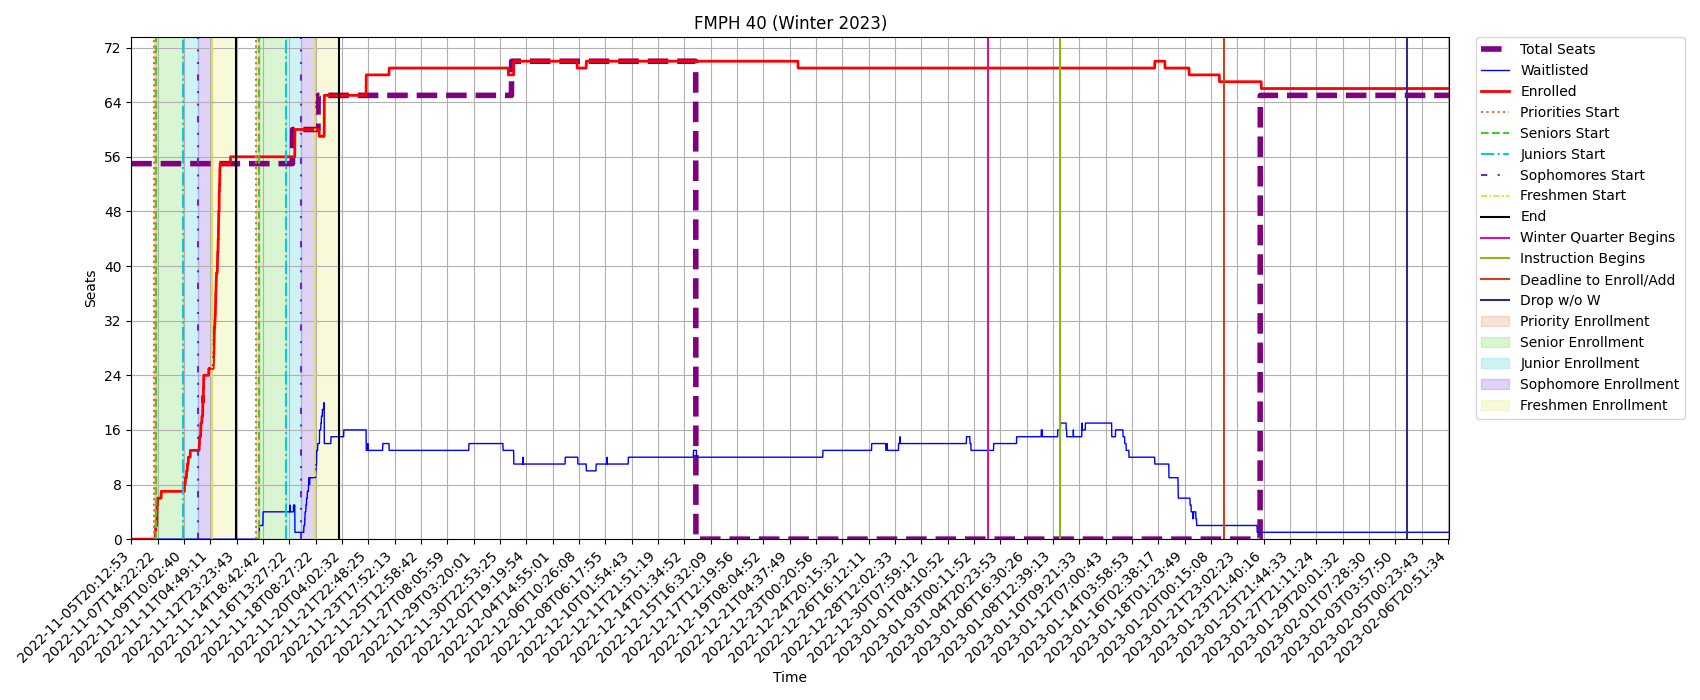 FMPH 40 (Winter 2023)
72
64
56
48
40
32
24
16
8
0
Seats
2022-11-05T20:12:53
2022-11-07T14:22:22
2022-11-09T10:02:40
2022-11-11T04:49:11
2022-11-12T23:23:43
2022-11-14T18:42:42
2022-11-16T13:27:22
2022-11-18T08:27:22
2022-11-20T04:02:32
2022-11-21T22:48:25
2022-11-23T17:52:13
2022-11-25T12:58:42
2022-11-27T08:05:59
2022-11-29T03:20:01
2022-11-30T22:53:25
2022-12-02T19:19:54
2022-12-04T14:55:01
2022-12-06T10:26:08
2022-12-08T06:17:55
2022-12-10T01:54:43
2022-12-11T21:51:19
2022-12-14T01:34:52
2022-12-15T16:32:09
2022-12-17T12:19:56
2022-12-19T08:04:52
2022-12-21T04:37:49
2022-12-23T00:20:56
2022-12-24T20:15:32
2022-12-26T16:12:11
2022-12-28T12:02:33
2022-12-30T07:59:12
2023-01-01T04:10:52
2023-01-03T00:11:52
2023-01-04T20:23:53
2023-01-06T16:30:26
2023-01-08T12:39:13
2023-01-10T09:21:33
2023-01-12T07:00:43
2023-01-14T03:58:53
2023-01-16T02:38:17
2023-01-18T01:23:49
2023-01-20T00:15:08
2023-01-21T23:02:23
2023-01-23T21:40:16
2023-01-25T21:44:33
2023-01-27T21:11:24
2023-01-29T20:01:32
2023-02-01T07:28:30
2023-02-03T03:57:50
2023-02-05T00:23:43
2023-02-06T20:51:34
Time
Total Seats
Waitlisted
Enrolled
Priorities Start
Seniors Start
Juniors Start
Sophomores Start
Freshmen Start
End
Winter Quarter Begins
Instruction Begins
Deadline to Enroll/Add
Drop w/o W
Priority Enrollment
Senior Enrollment
Junior Enrollment
Sophomore Enrollment
Freshmen Enrollment